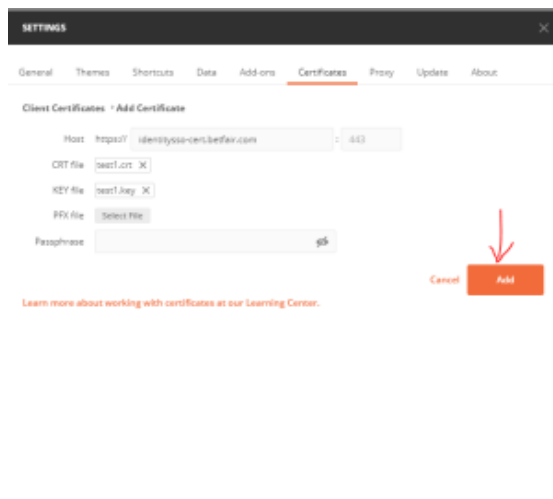 SETTINGS
General Themes Shortcuts Data Add-ons Certificates Proxy Update About
Client Certificates Add Certificate
Host https:// identitysso-cert.betfair.com : 443
CRT file test1.crt X
KEY file test1.key X
PFX file Select File
Passphrase
Cancel Add
Learn more about working with certificates at our Learning Center.